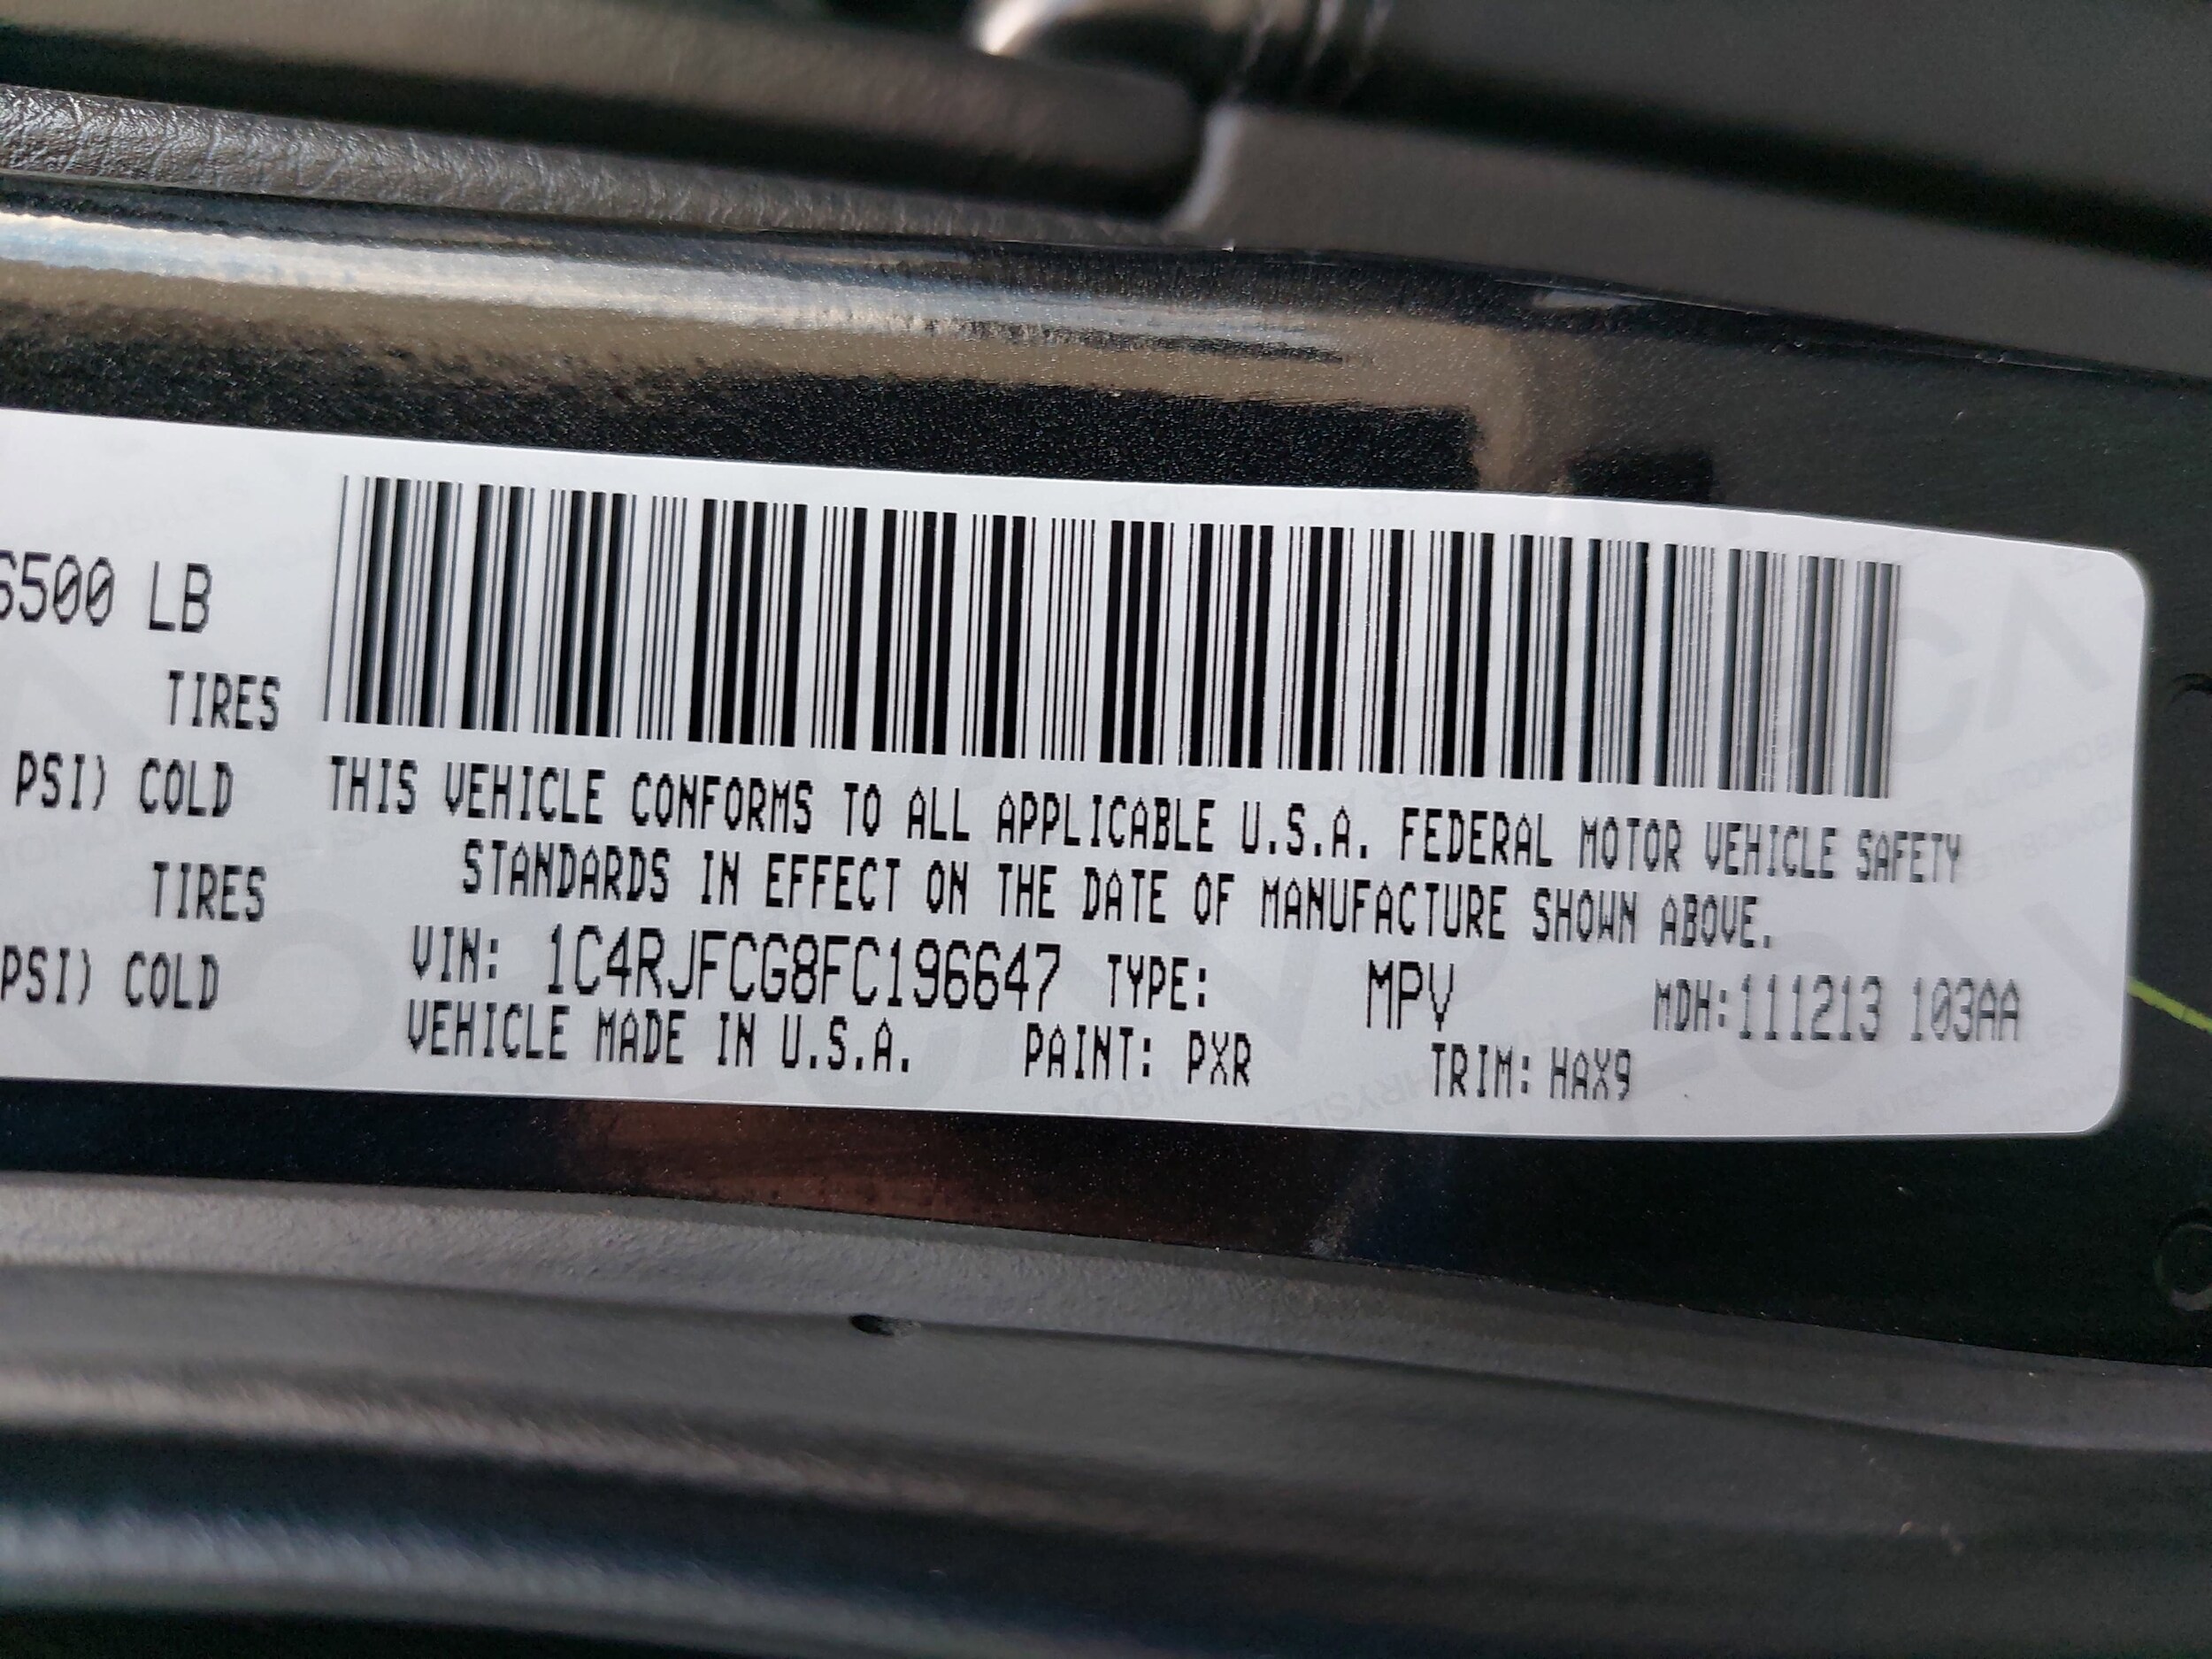 6500 LB
TIRES
PSI) COLD
TIRES
PSI) COLD
THIS VEHICLE CONFORMS TO ALL APPLICABLE U.S.A. FEDERAL MOTOR VEHICLE SAFETY
STANDARDS IN EFFECT ON THE DATE OF MANUFACTURE SHOWN ABOVE.
VIN: 1C4RJFCG8FC196647 TYPE: MPV MDH:111213 103AA
VEHICLE MADE IN U.S.A. PAINT: PXR TRIM: HAX9